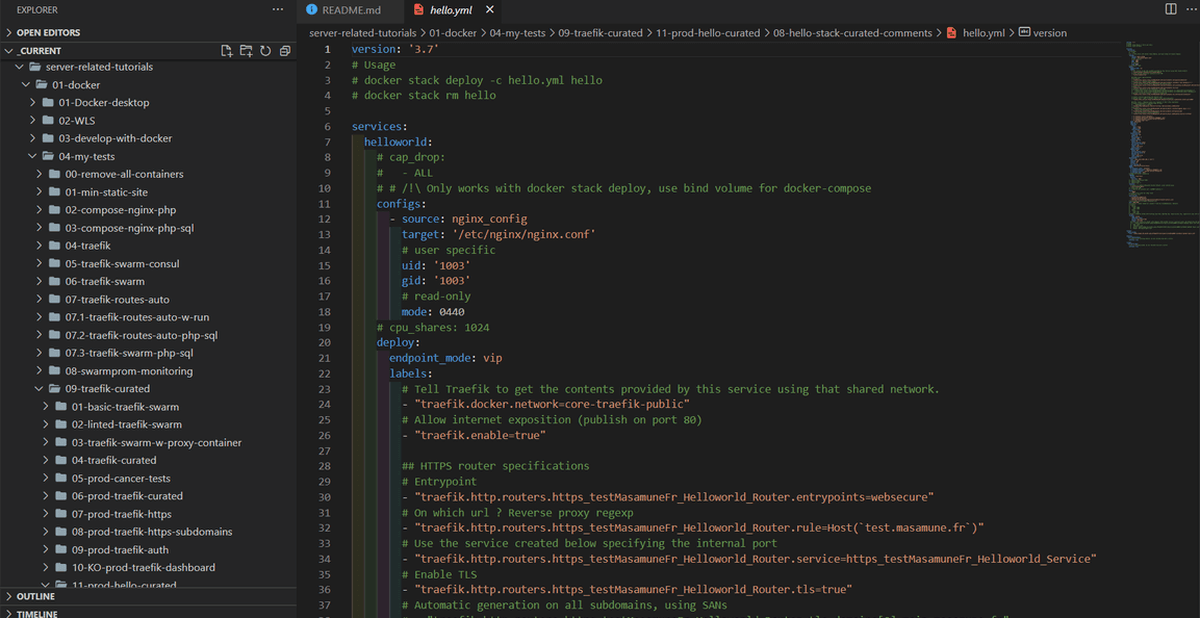 EXPLORER
OPEN EDITORS
_CURRENT
server-related-tutorials
01-docker
01-Docker-desktop
02-WLS
03-develop-with-docker
04-my-tests
00-remove-all-containers
01-min-static-site
02-compose-nginx-php
03-compose-nginx-php-sql
04-traefik
05-traefik-swarm-consul
06-traefik-swarm
07-traefik-routes-auto
07.1-traefik-routes-auto-w-run
07.2-traefik-routes-auto-php-sql
07.3-traefik-swarm-php-sql
08-swarmprom-monitoring
09-traefik-curated
01-basic-traefik-swarm
02-linted-traefik-swarm
03-traefik-swarm-w-proxy-container
04-traefik-curated
05-prod-cancer-tests
06-prod-traefik-curated
07-prod-traefik-https
08-prod-traefik-https-subdomains
09-prod-traefik-auth
10-KO-prod-traefik-dashboard
11-prod-hello-curated
OUTLINE
TIMELINE
README.md
hello.yml
server-related-tutorials > 01-docker > 04-my-tests > 09-traefik-curated > 11-prod-hello-curated > 08-hello-stack-curated-comments > hello.yml > version
1 version: '3.7'
2 # Usage
3 # docker stack deploy -c hello.yml hello
4 # docker stack rm hello
5
6 services:
7 helloworld:
8 # cap_drop:
9 #   - ALL
10 # # /!\ Only works with docker stack deploy, use bind volume for docker-compose
11 configs:
12 - source: nginx_config
13 target: '/etc/nginx/nginx.conf'
14 # user specific
15 uid: '1003'
16 gid: '1003'
17 # read-only
18 mode: 0440
19 # cpu_shares: 1024
20 deploy:
21 endpoint_mode: vip
22 labels:
23 # Tell Traefik to get the contents provided by this service using that shared network.
24 - "traefik.docker.network=core-traefik-public"
25 # Allow internet exposition (publish on port 80)
26 - "traefik.enable=true"
27
28 ## HTTPS router specifications
29 # Entrypoint
30 - "traefik.http.routers.https_testMasamuneFr_Helloworld_Router.entrypoints=websecure"
31 # On which url ? Reverse proxy regexp
32 - "traefik.http.routers.https_testMasamuneFr_Helloworld_Router.rule=Host(`test.masamune.fr`)"
33 # Use the service created below specifying the internal port
34 - "traefik.http.routers.https_testMasamuneFr_Helloworld_Router.service=https_testMasamuneFr_Helloworld_Service"
35 # Enable TLS
36 - "traefik.http.routers.https_testMasamuneFr_Helloworld_Router.tls=true"
37 # Automatic generation on all subdomains, using SANs